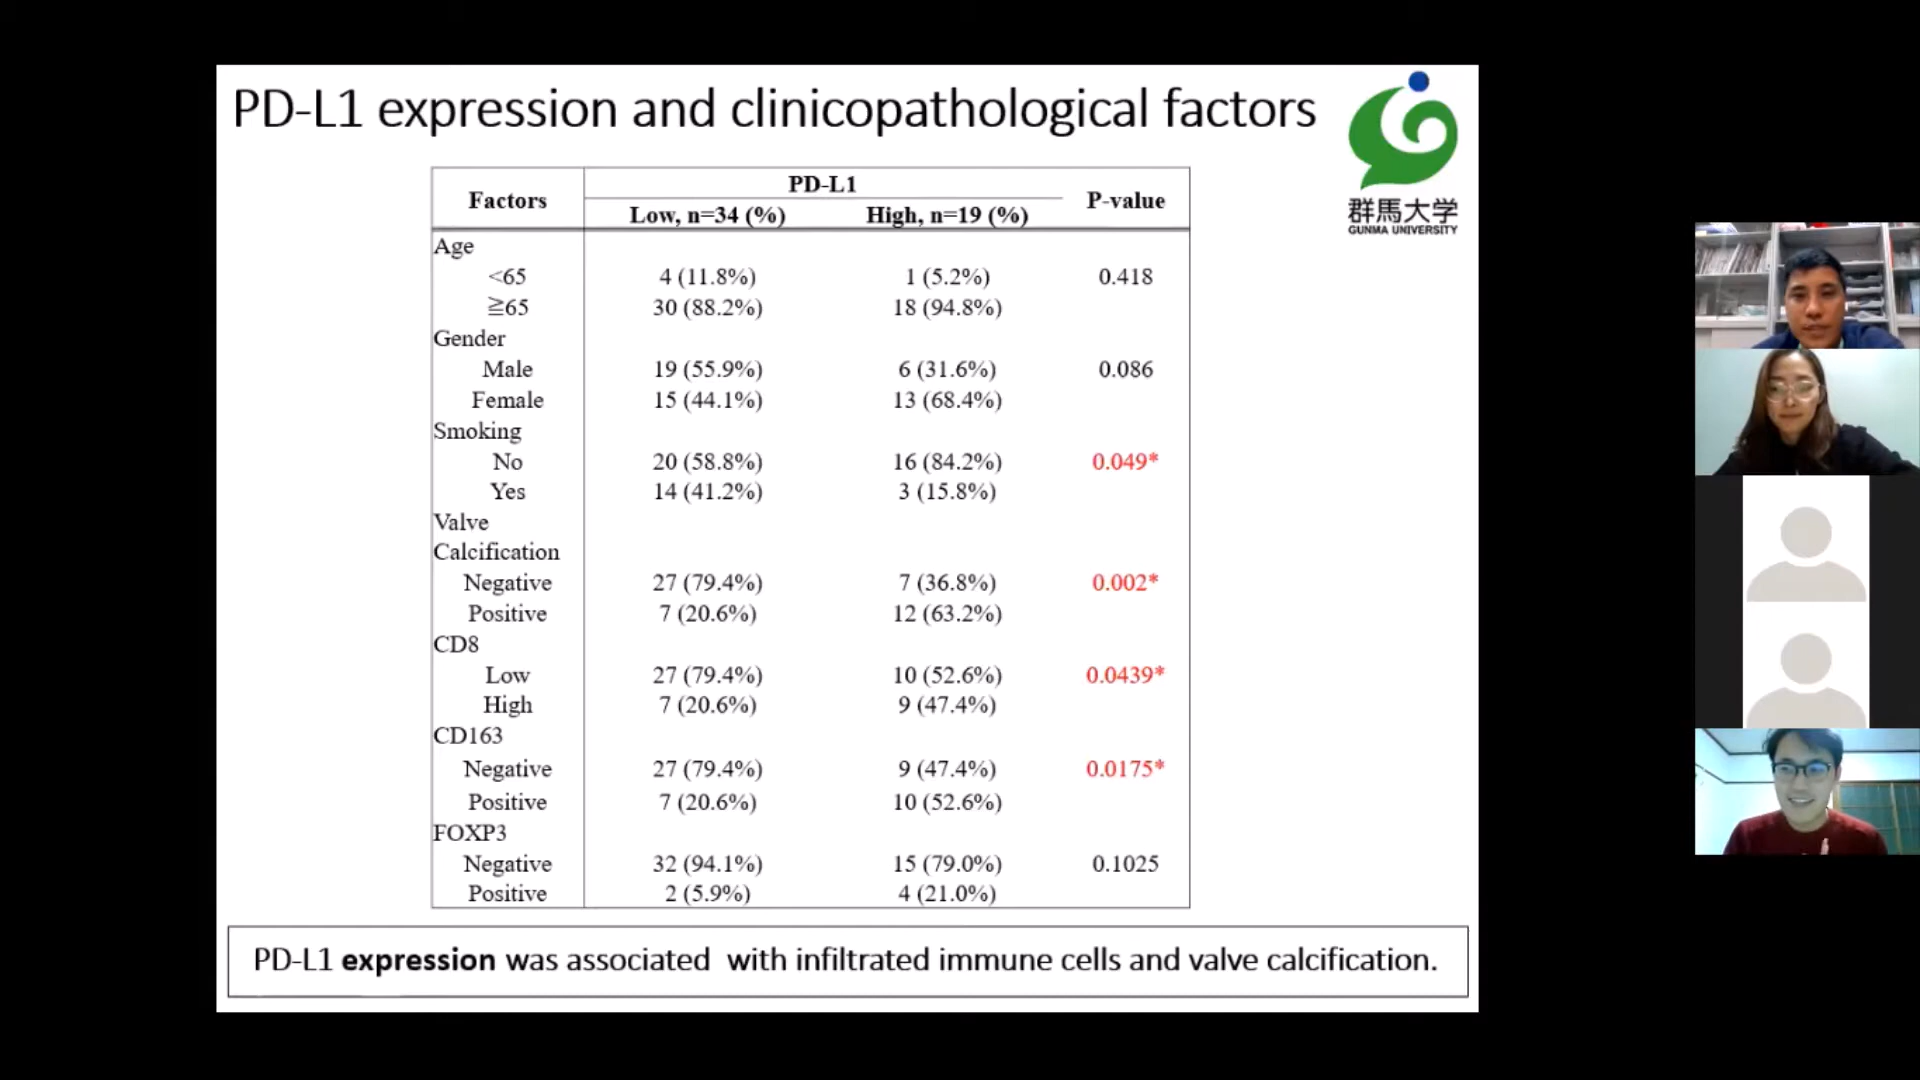 PD-L1 expression and clinicopathological factors
群馬大学
GUNMA UNIVERSITY
Factors PD-L1 P-value
Low, n=34 (%) High, n=19 (%)
Age
<65 4 (11.8%) 1 (5.2%) 0.418
≧65 30 (88.2%) 18 (94.8%)
Gender
Male 19 (55.9%) 6 (31.6%) 0.086
Female 15 (44.1%) 13 (68.4%)
Smoking
No 20 (58.8%) 16 (84.2%) 0.049*
Yes 14 (41.2%) 3 (15.8%)
Valve
Calcification
Negative 27 (79.4%) 7 (36.8%) 0.002*
Positive 7 (20.6%) 12 (63.2%)
CD8
Low 27 (79.4%) 10 (52.6%) 0.0439*
High 7 (20.6%) 9 (47.4%)
CD163
Negative 27 (79.4%) 9 (47.4%) 0.0175*
Positive 7 (20.6%) 10 (52.6%)
FOXP3
Negative 32 (94.1%) 15 (79.0%) 0.1025
Positive 2 (5.9%) 4 (21.0%)
PD-L1 expression was associated with infiltrated immune cells and valve calcification.